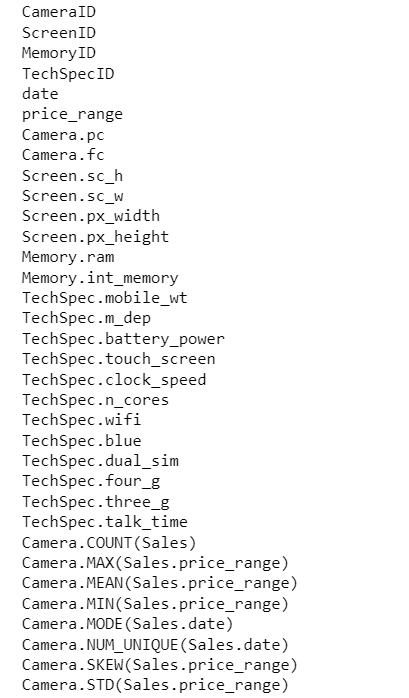 CameraID
ScreenID
MemoryID
TechSpecID
date
price_range
Camera.pc
Camera.fc
Screen.sc_h
Screen.sc_w
Screen.px_width
Screen.px_height
Memory.ram
Memory.int_memory
TechSpec.mobile_wt
TechSpec.m_dep
TechSpec.battery_power
TechSpec.touch_screen
TechSpec.clock_speed
TechSpec.n_cores
TechSpec.wifi
TechSpec.blue
TechSpec.dual_sim
TechSpec.four_g
TechSpec.three_g
TechSpec.talk_time
Camera.COUNT(Sales)
Camera.MAX(Sales.price_range)
Camera.MEAN(Sales.price_range)
Camera.MIN(Sales.price_range)
Camera.MODE(Sales.date)
Camera.NUM_UNIQUE(Sales.date)
Camera.SKEW(Sales.price_range)
Camera.STD(Sales.price_range)